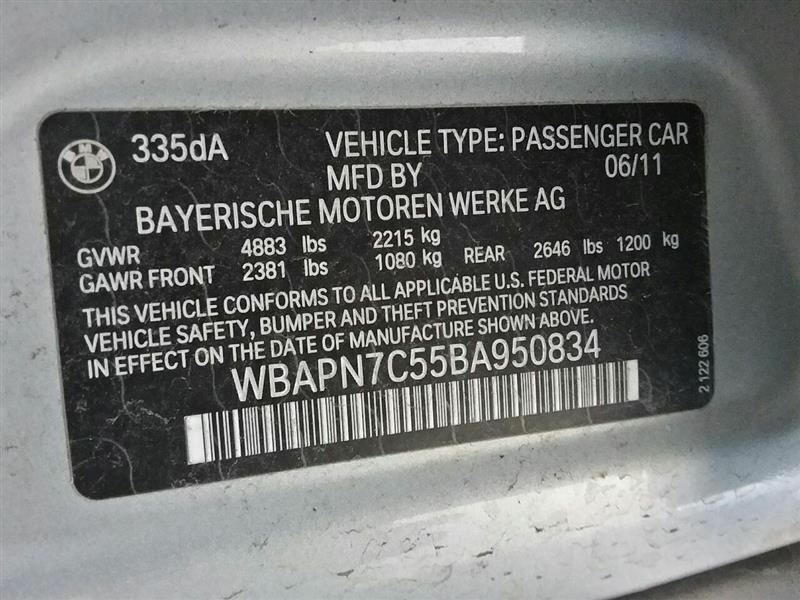 BMW
335dA VEHICLE TYPE: PASSENGER CAR
MFD BY 06/11
BAYERISCHE MOTOREN WERKE AG
GVWR 4883 lbs 2215 kg
GAWR FRONT 2381 lbs 1080 kg REAR 2646 lbs 1200 kg
THIS VEHICLE CONFORMS TO ALL APPLICABLE U.S. FEDERAL MOTOR
VEHICLE SAFETY, BUMPER AND THEFT PREVENTION STANDARDS
IN EFFECT ON THE DATE OF MANUFACTURE SHOWN ABOVE.
WBAPN7C55BA950834
2 122 606